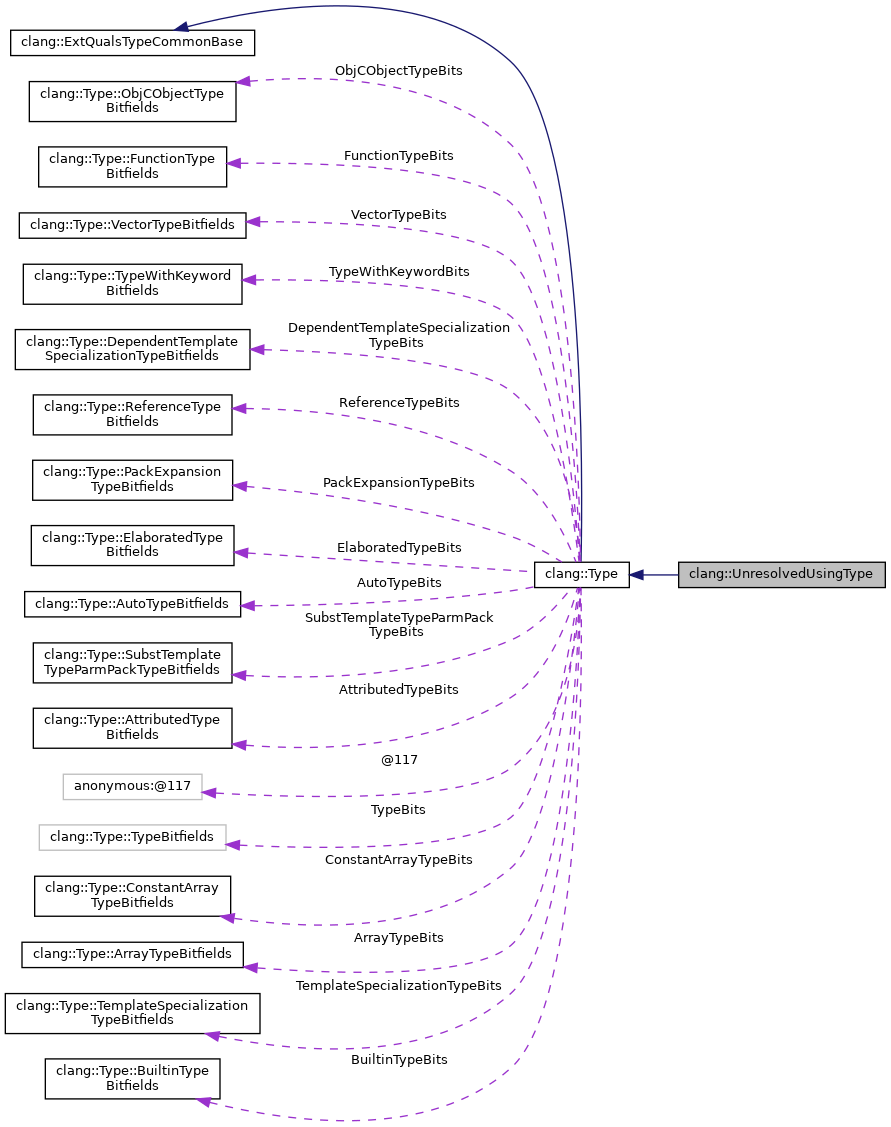 clang::ExtQualsTypeCommonBase
ObjCObjectTypeBits
clang::Type::ObjCObjectType
Bitfields
FunctionTypeBits
clang::Type::FunctionType
Bitfields
VectorTypeBits
clang::Type::VectorTypeBitfields
TypeWithKeywordBits
clang::Type::TypeWithKeyword
Bitfields
DependentTemplateSpecialization
TypeBits
clang::Type::DependentTemplate
SpecializationTypeBitfields
ReferenceTypeBits
clang::Type::ReferenceType
Bitfields
PackExpansionTypeBits
clang::Type::PackExpansion
TypeBitfields
ElaboratedTypeBits
clang::Type::ElaboratedType
Bitfields
clang::Type
clang::UnresolvedUsingType
AutoTypeBits
clang::Type::AutoTypeBitfields
SubstTemplateTypeParmPack
TypeBits
clang::Type::SubstTemplate
TypeParmPackTypeBitfields
AttributedTypeBits
clang::Type::AttributedType
Bitfields
@117
anonymous:@117
TypeBits
clang::Type::TypeBitfields
ConstantArrayTypeBits
clang::Type::ConstantArray
TypeBitfields
ArrayTypeBits
clang::Type::ArrayTypeBitfields
TemplateSpecializationTypeBits
clang::Type::TemplateSpecialization
TypeBitfields
BuiltinTypeBits
clang::Type::BuiltinType
Bitfields